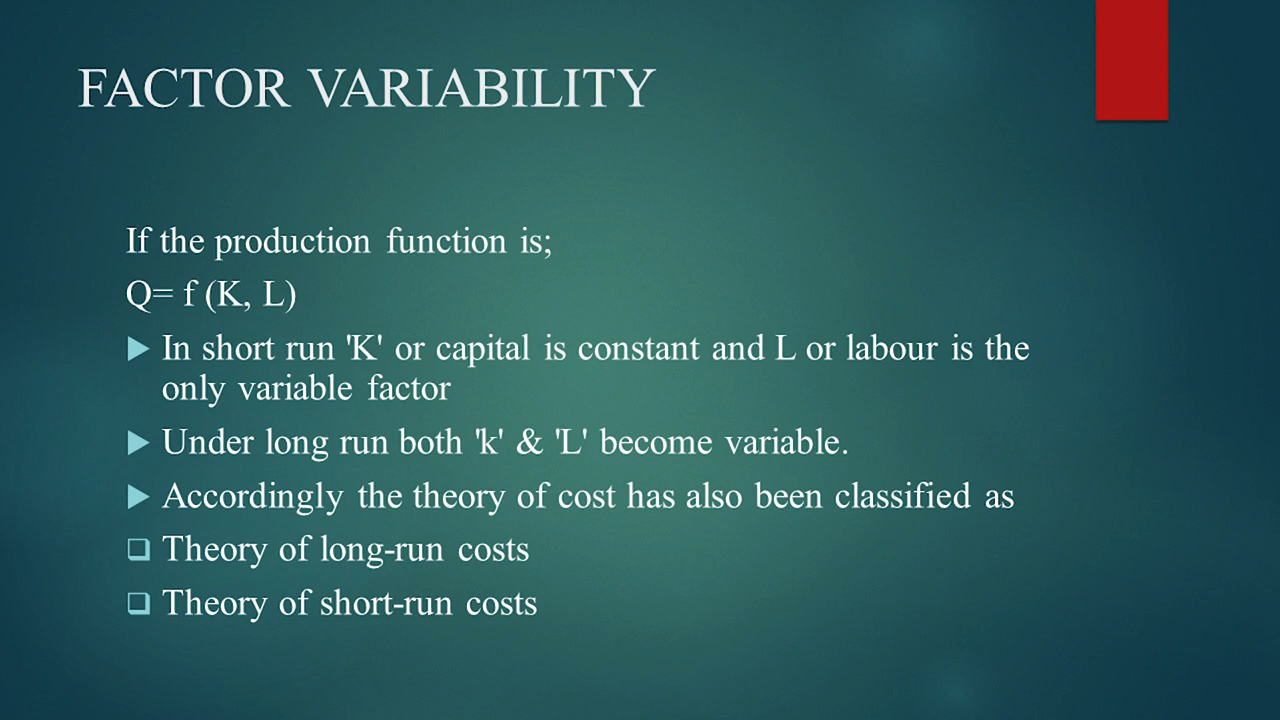 FACTOR VARIABILITY
If the production function is;
Q= f (K, L)
In short run 'K' or capital is constant and L or labour is the
only variable factor
Under long run both 'k' & 'L' become variable.
Accordingly the theory of cost has also been classified as
Theory of long-run costs
Theory of short-run costs